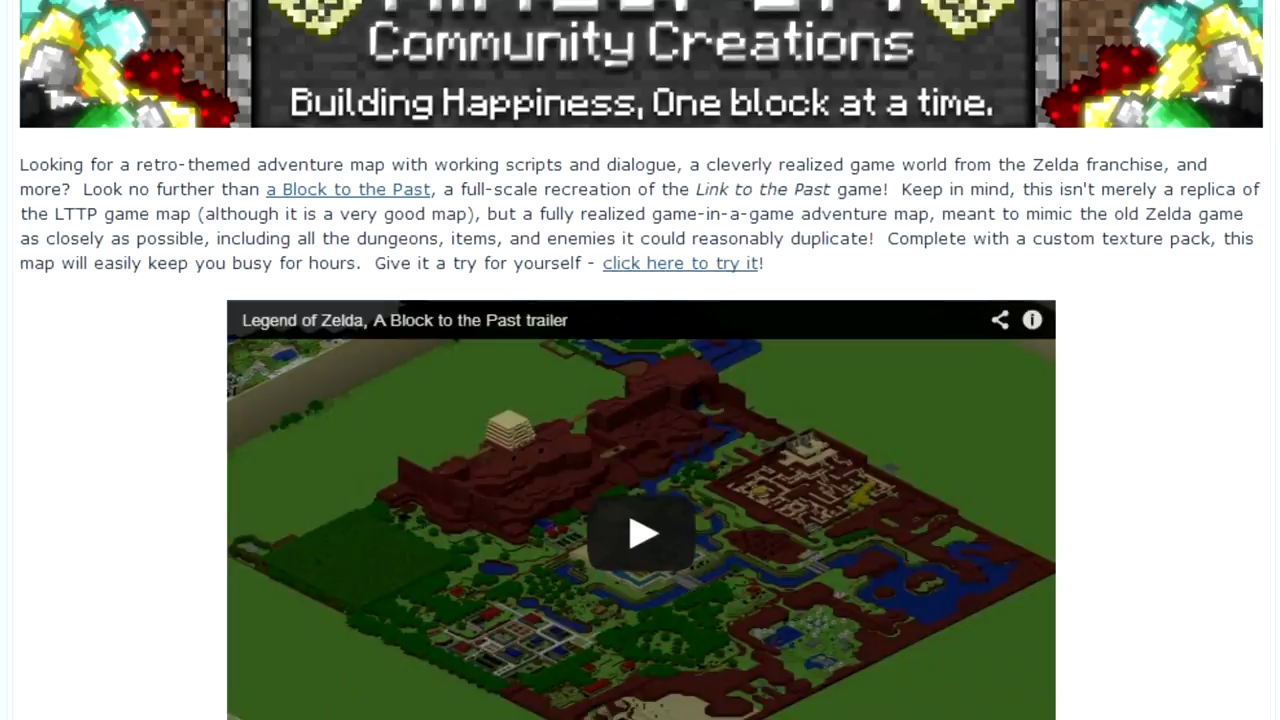 Community Creations
Building Happiness, One block at a time.
Looking for a retro-themed adventure map with working scripts and dialogue, a cleverly realized game world from the Zelda franchise, and
more?  Look no further than a Block to the Past, a full-scale recreation of the Link to the Past game!  Keep in mind, this isn't merely a replica of
the LTTP game map (although it is a very good map), but a fully realized game-in-a-game adventure map, meant to mimic the old Zelda game
as closely as possible, including all the dungeons, items, and enemies it could reasonably duplicate!  Complete with a custom texture pack, this
map will easily keep you busy for hours.  Give it a try for yourself - click here to try it!
Legend of Zelda, A Block to the Past trailer